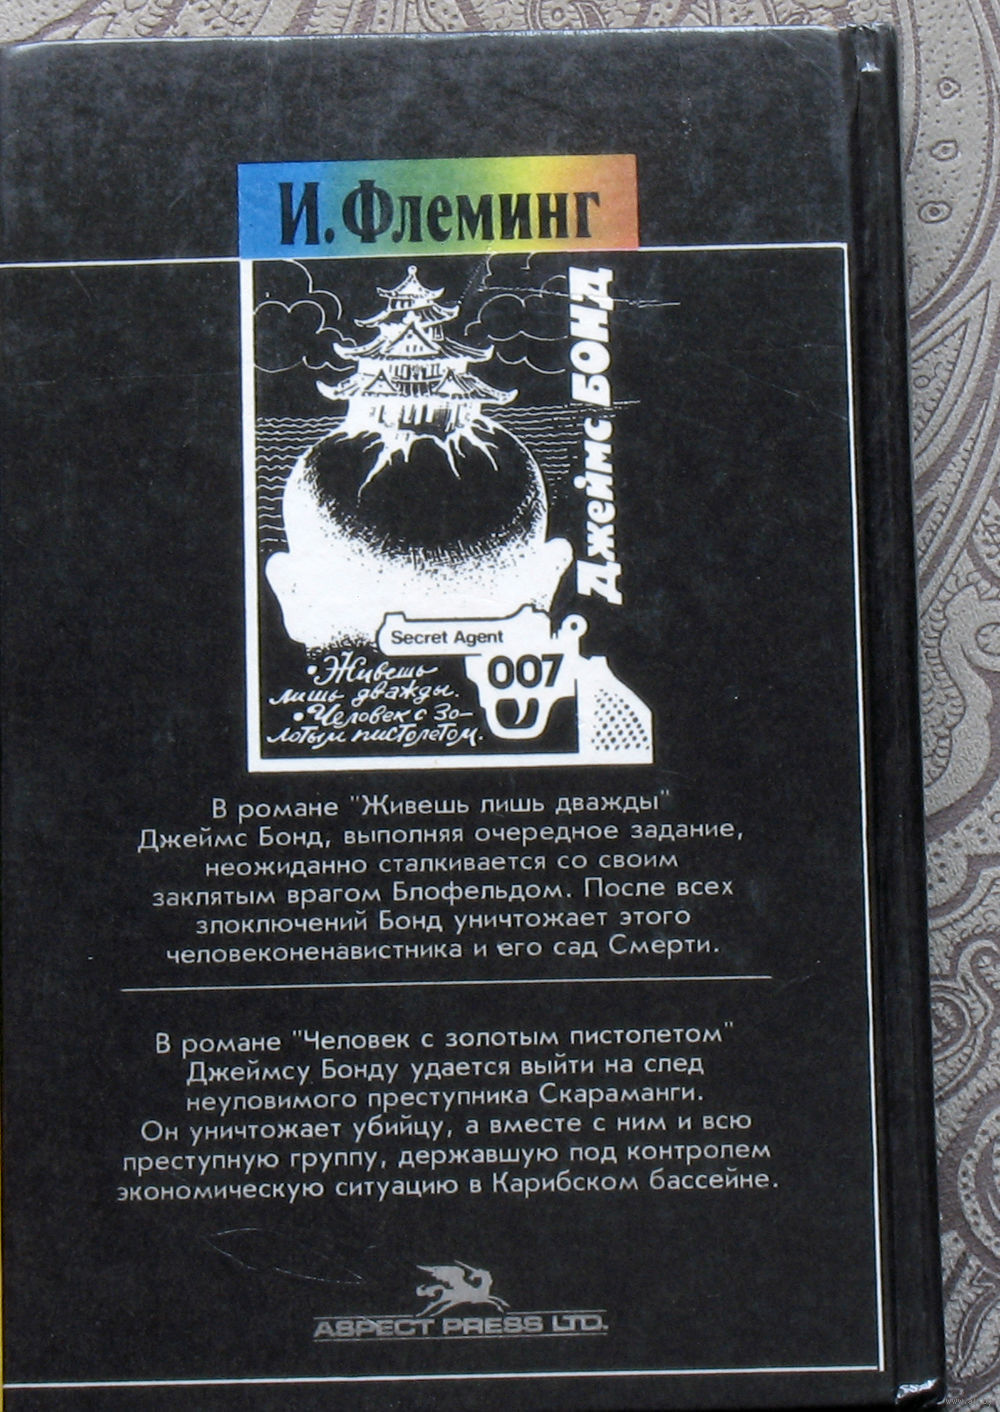 И. Флеминг
Джеймс БОНД
Secret Agent
007
•Живешь
лишь дважды.
•Человек с Зо-
лотым пистолетом.
В романе "Живешь лишь дважды"
Джеймс Бонд, выполняя очередное задание,
неожиданно сталкивается со своим
заклятым врагом Блофельдом. После всех
злоключений Бонд уничтожает этого
человеконенавистника и его сад Смерти.
В романе "Человек с золотым пистолетом"
Джеймсу Бонду удается выйти на след
неуловимого преступника Скараманги.
Он уничтожает убийцу, а вместе с ним и всю
преступную группу, державшую под контролем
экономическую ситуацию в Карибском бассейне.
ASPECT PRESS LTD.